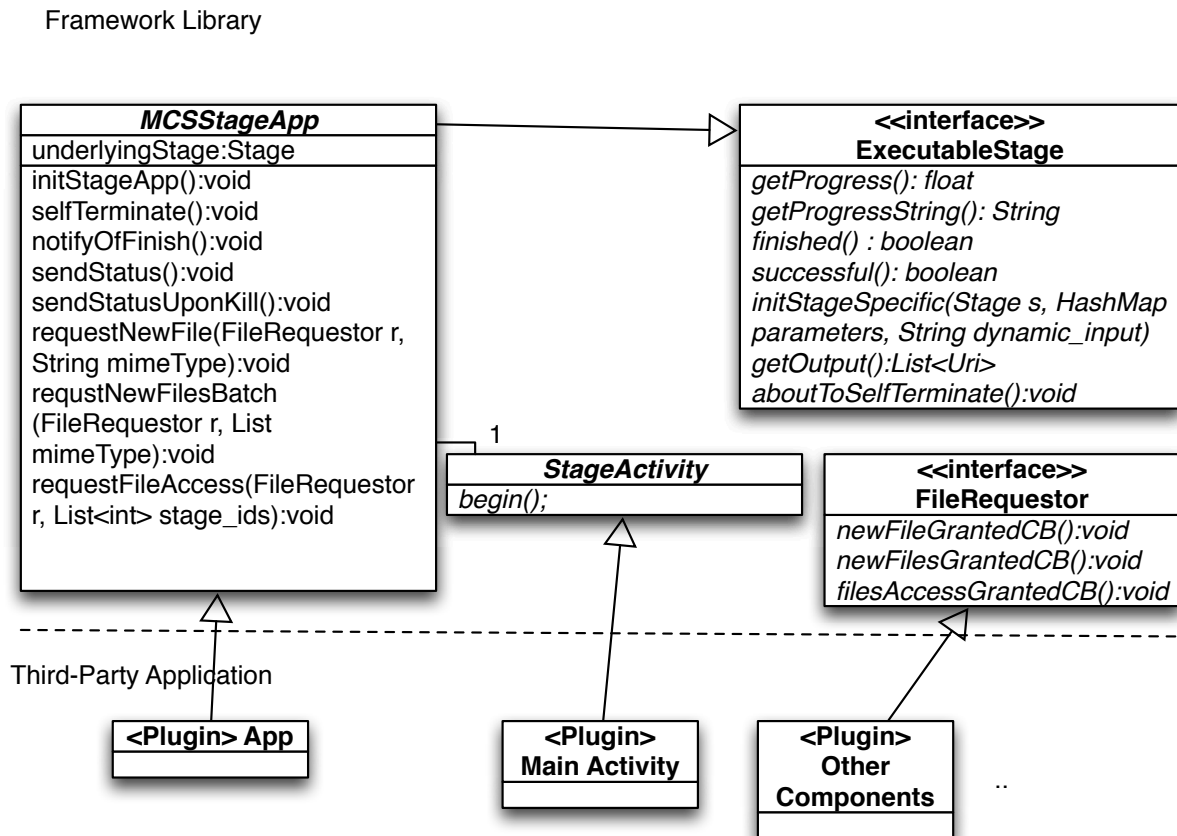 Framework Library
MCSStageApp
underlyingStage:Stage
initStageApp():void
selfTerminate():void
notifyOfFinish():void
sendStatus():void
sendStatusUponKill():void
requestNewFile(FileRequestor r,
String mimeType):void
requstNewFilesBatch
(FileRequestor r, List
mimeType):void
requestFileAccess(FileRequestor
r, List<int> stage_ids):void
<<interface>>
ExecutableStage
getProgress(): float
getProgressString(): String
finished() : boolean
successful(): boolean
initStageSpecific(Stage s, HashMap
parameters, String dynamic_input)
getOutput():List<Uri>
aboutToSelfTerminate():void
1
StageActivity
begin();
<<interface>>
FileRequestor
newFileGrantedCB():void
newFilesGrantedCB():void
filesAccessGrantedCB():void
Third-Party Application
<Plugin> App
<Plugin>
Main Activity
<Plugin>
Other
Components
..